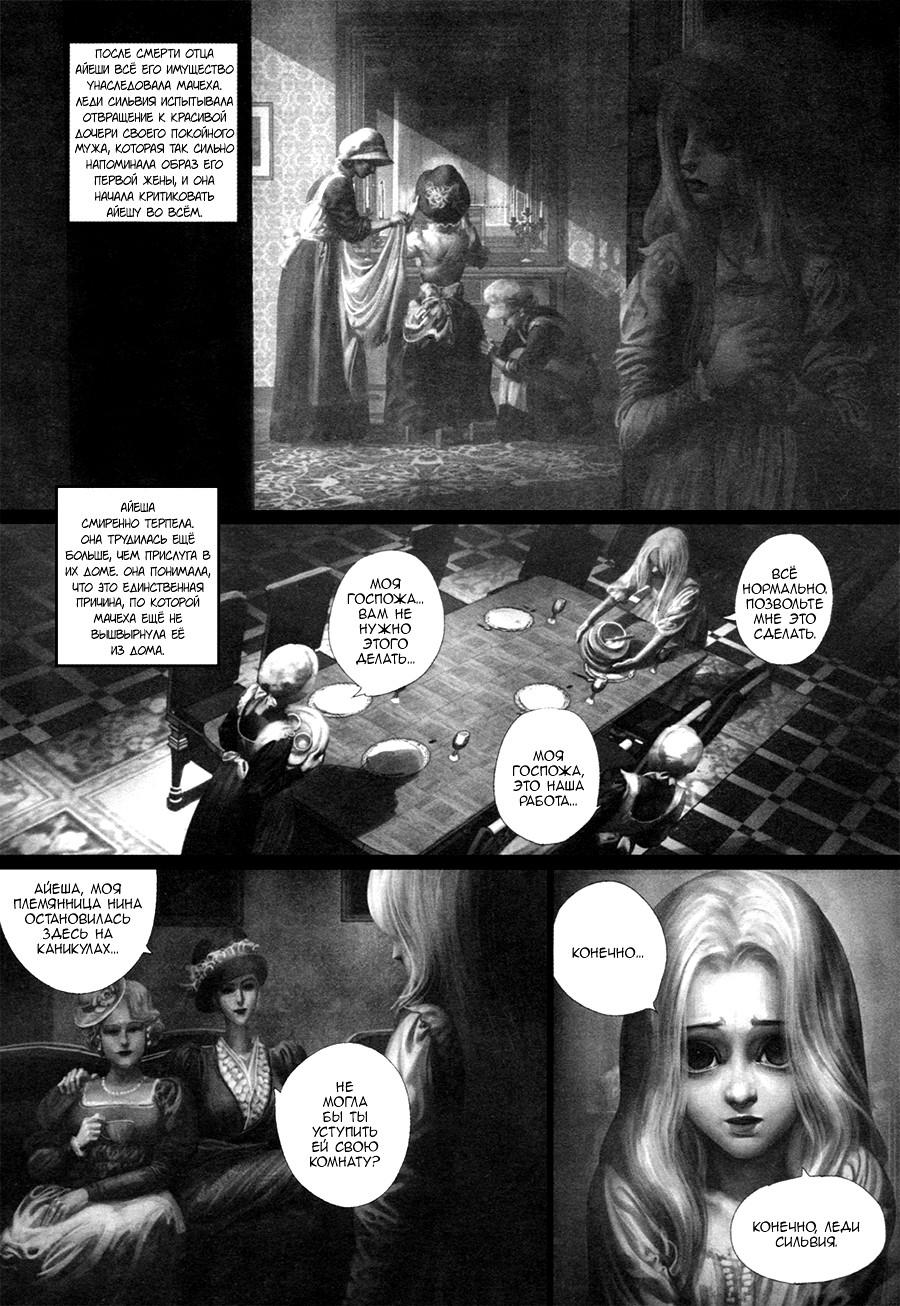 ПОСЛЕ СМЕРТИ ОТЦА
АЙЕШИ ВСЁ ЕГО ИМУЩЕСТВО
УНАСЛЕДОВАЛА МАЧЕХА.
ЛЕДИ СИЛЬВИЯ ИСПЫТЫВАЛА
ОТВРАЩЕНИЕ К КРАСИВОЙ
ДОЧЕРИ СВОЕГО ПОКОЙНОГО
МУЖА, КОТОРАЯ ТАК СИЛЬНО
НАПОМИНАЛА ОБРАЗ ЕГО
ПЕРВОЙ ЖЕНЫ, И ОНА
НАЧАЛА КРИТИКОВАТЬ
АЙЕШУ ВО ВСЁМ.
АЙЕША
СМИРЕННО ТЕРПЕЛА.
ОНА ТРУДИЛАСЬ ЕЩЁ
БОЛЬШЕ, ЧЕМ ПРИСЛУГА В
ИХ ДОМЕ. ОНА ПОНИМАЛА,
ЧТО ЭТО ЕДИНСТВЕННАЯ
ПРИЧИНА, ПО КОТОРОЙ
МАЧЕХА ЕЩЁ НЕ
ВЫШВЫРНУЛА ЕЁ
ИЗ ДОМА.
МОЯ
ГОСПОЖА...
ВАМ НЕ
НУЖНО
ЭТОГО
ДЕЛАТЬ...
ВСЁ
НОРМАЛЬНО.
ПОЗВОЛЬТЕ
МНЕ ЭТО
СДЕЛАТЬ.
МОЯ
ГОСПОЖА,
ЭТО НАША
РАБОТА...
АЙЕША, МОЯ
ПЛЕМЯННИЦА НИНА
ОСТАНОВИЛАСЬ
ЗДЕСЬ НА
КАНИКУЛАХ...
НЕ
МОГЛА
БЫ ТЫ
УСТУПИТЬ
ЕЙ СВОЮ
КОМНАТУ?
КОНЕЧНО...
КОНЕЧНО, ЛЕДИ
СИЛЬВИЯ.